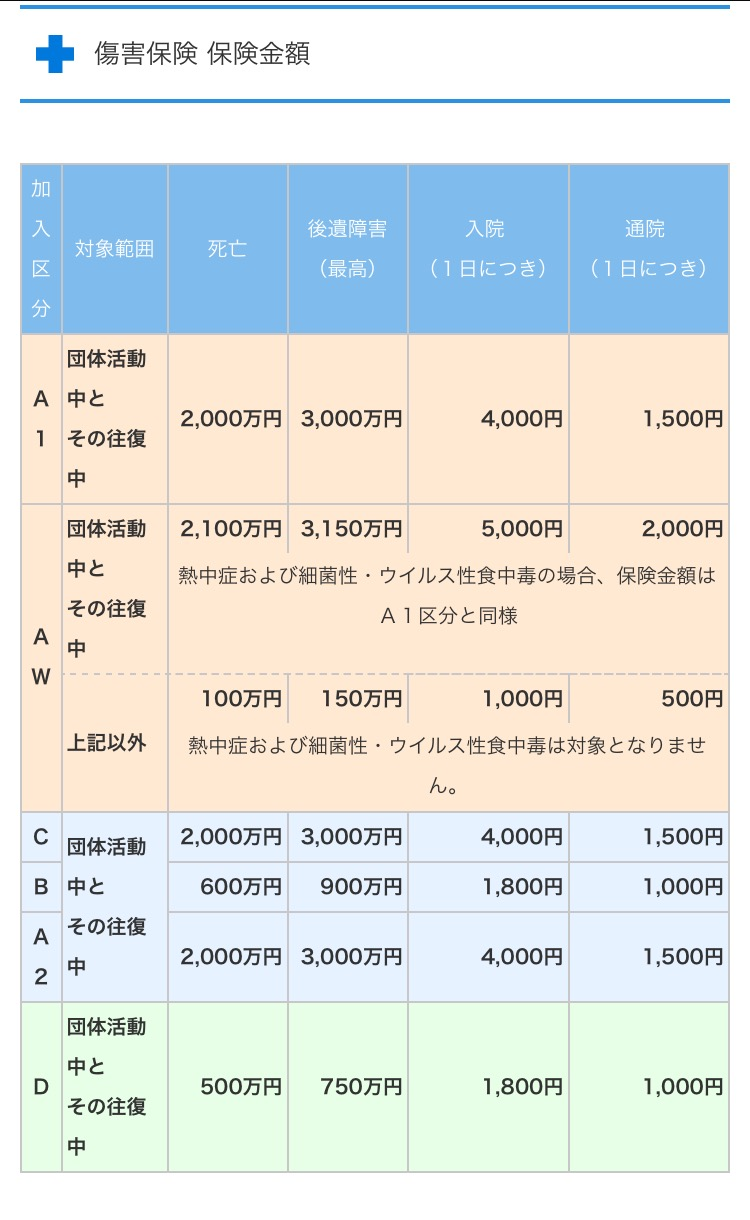 傷害保険 保険金額
加
入
区
分
対象範囲
死亡
後遺障害
（最高）
入院
（１日につき）
通院
（１日につき）
A
1
団体活動
中と
その往復
中
2,000万円
3,000万円
4,000円
1,500円
A
W
団体活動
中と
その往復
中
2,100万円
3,150万円
5,000円
2,000円
熱中症および細菌性・ウイルス性食中毒の場合、保険金額は
Ａ１区分と同様
上記以外
100万円
150万円
1,000円
500円
熱中症および細菌性・ウイルス性食中毒は対象となりませ
ん。
C
団体活動
中と
その往復
中
2,000万円
3,000万円
4,000円
1,500円
B
600万円
900万円
1,800円
1,000円
A
2
2,000万円
3,000万円
4,000円
1,500円
D
団体活動
中と
その往復
中
500万円
750万円
1,800円
1,000円